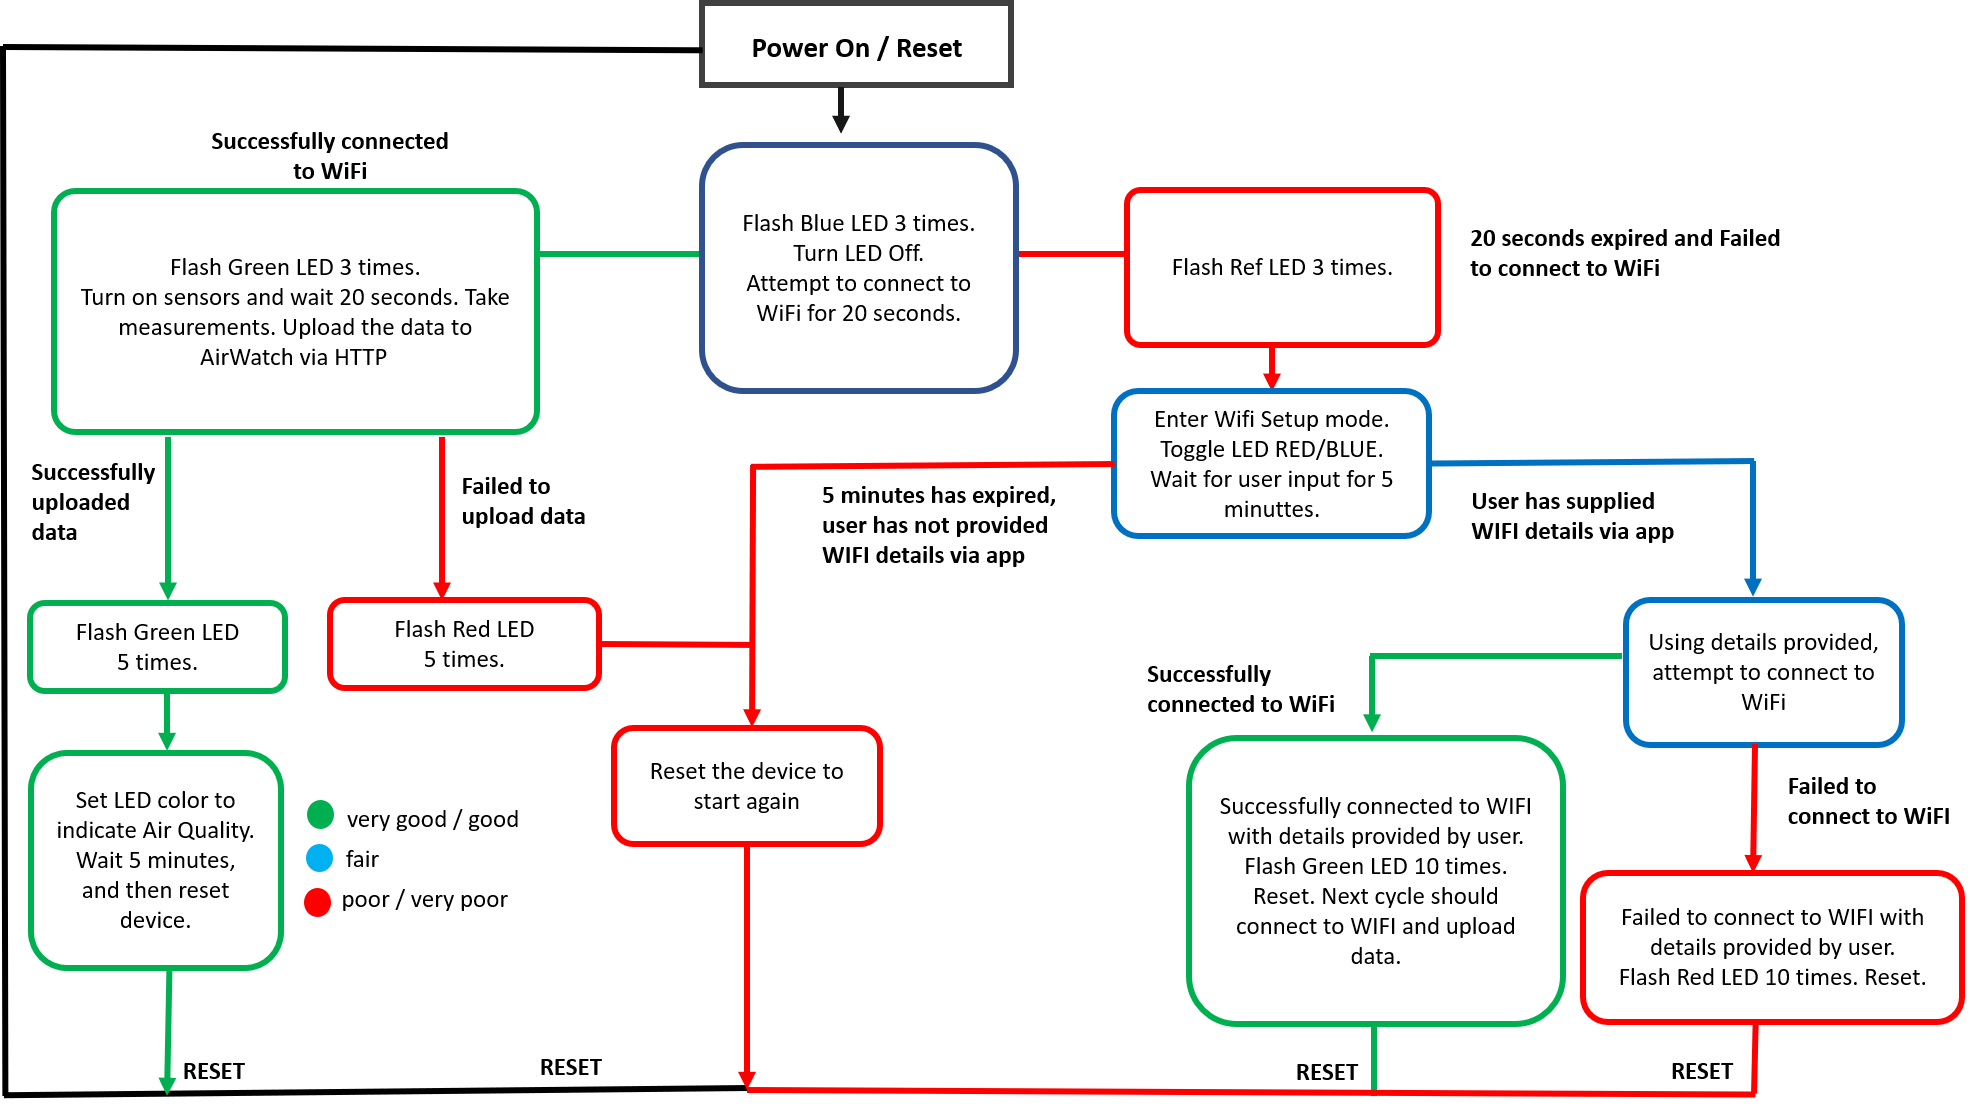 Power On / Reset
Successfully connected
to WiFi
Flash Blue LED 3 times.
Turn LED Off.
Attempt to connect to
WiFi for 20 seconds.
Flash Green LED 3 times.
Turn on sensors and wait 20 seconds. Take
measurements. Upload the data to
AirWatch via HTTP
Flash Ref LED 3 times.
20 seconds expired and Failed
to connect to WiFi
Enter Wifi Setup mode.
Toggle LED RED/BLUE.
Wait for user input for 5
minuttes.
Successfully
uploaded
data
Failed to
upload data
5 minutes has expired,
user has not provided
WIFI details via app
User has supplied
WIFI details via app
Flash Green LED
5 times.
Flash Red LED
5 times.
Using details provided,
attempt to connect to
WiFi
Successfully
connected to WiFi
Reset the device to
start again
Set LED color to
indicate Air Quality.
Wait 5 minutes,
and then reset
device.
very good / good
fair
poor / very poor
Successfully connected to WIFI
with details provided by user.
Flash Green LED 10 times.
Reset. Next cycle should
connect to WIFI and upload
data.
Failed to
connect to WiFI
Failed to connect to WIFI with
details provided by user.
Flash Red LED 10 times. Reset.
RESET
RESET
RESET
RESET